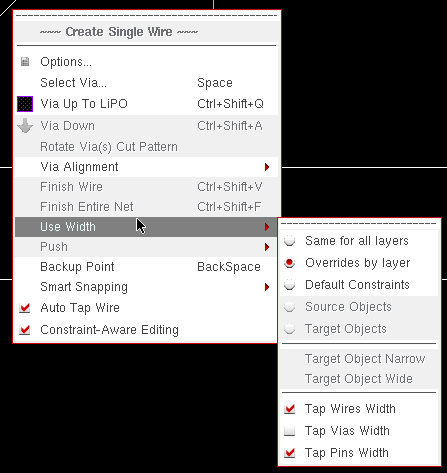 ~~~ Create Single Wire ~~~
Options...
Select Via... Space
Via Up To LiPO Ctrl+Shift+Q
Via Down Ctrl+Shift+A
Rotate Via(s) Cut Pattern
Via Alignment
Finish Wire Ctrl+Shift+V
Finish Entire Net Ctrl+Shift+F
Use Width
Push
Backup Point BackSpace
Smart Snapping
Auto Tap Wire
Constraint-Aware Editing
Same for all layers
Overrides by layer
Default Constraints
Source Objects
Target Objects
Target Object Narrow
Target Object Wide
Tap Wires Width
Tap Vias Width
Tap Pins Width